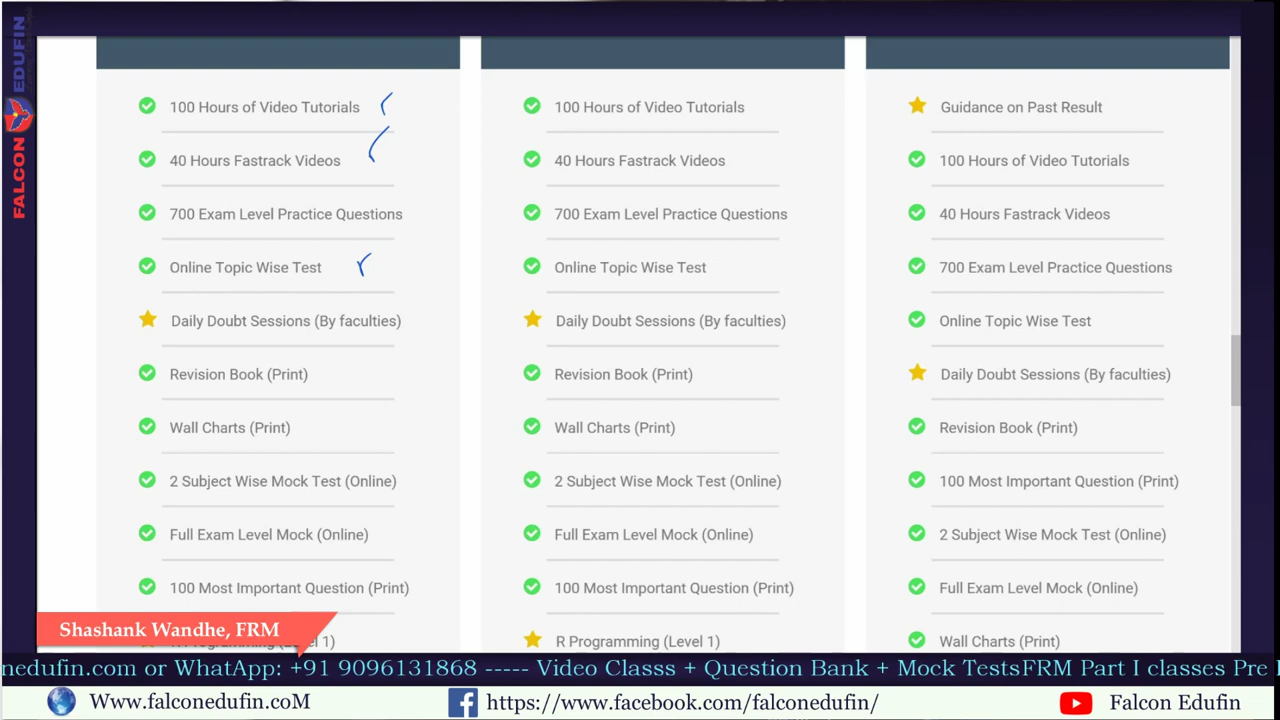 FALCON EDUFIN
100 Hours of Video Tutorials
40 Hours Fastrack Videos
700 Exam Level Practice Questions
Online Topic Wise Test
Daily Doubt Sessions (By faculties)
Revision Book (Print)
Wall Charts (Print)
2 Subject Wise Mock Test (Online)
Full Exam Level Mock (Online)
100 Most Important Question (Print)
1)
100 Hours of Video Tutorials
40 Hours Fastrack Videos
700 Exam Level Practice Questions
Online Topic Wise Test
Daily Doubt Sessions (By faculties)
Revision Book (Print)
Wall Charts (Print)
2 Subject Wise Mock Test (Online)
Full Exam Level Mock (Online)
100 Most Important Question (Print)
R Programming (Level 1)
Guidance on Past Result
100 Hours of Video Tutorials
40 Hours Fastrack Videos
700 Exam Level Practice Questions
Online Topic Wise Test
Daily Doubt Sessions (By faculties)
Revision Book (Print)
100 Most Important Question (Print)
2 Subject Wise Mock Test (Online)
Full Exam Level Mock (Online)
Wall Charts (Print)
Shashank Wandhe, FRM
nedufin.com or WhatApp: +91 9096131868 ----- Video Classs + Question Bank + Mock TestsFRM Part I classes Pre
Www.falconedufin.coM
https://www.facebook.com/falconedufin/
Falcon Edufin